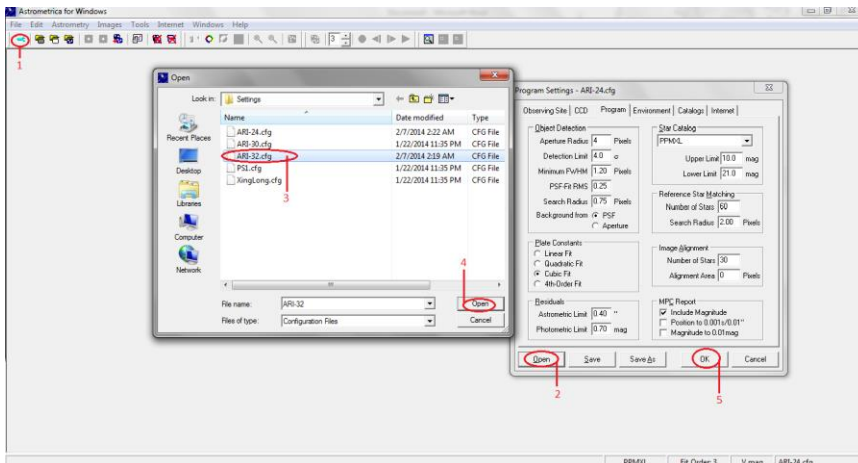 Astrometrica for Windows
File Edit Astrometry Images Tools Internet Windows Help
3
1
Open
Look in: Settings
Name Date modified Type
ARI-24.cfg 2/7/2014 2:22 AM CFG File
ARI-30.cfg 1/22/2014 11:35 PM CFG File
ARI-32.cfg 2/7/2014 2:19 AM CFG File
PS1.cfg 1/22/2014 11:35 PM CFG File
XingLong.cfg 1/22/2014 11:35 PM CFG File
3
Recent Places
Desktop
Libraries
Computer
Network
4
File name: ARI-32 Open
Files of type: Configuration Files Cancel
Program Settings - ARI-24.cfg
Observing Site CCD Program Environment Catalogs Internet
Object Detection
Aperture Radius 4 Pixels
Detection Limit 4.0 σ
Minimum FWHM 1.20 Pixels
PSF-Fit RMS 0.25
Search Radius 0.75 Pixels
Background from PSF
Aperture
Star Catalog
PPMXL
Upper Limit 10.0 mag
Lower Limit 21.0 mag
Reference Star Matching
Number of Stars 60
Search Radius 2.00 Pixels
Plate Constants
Linear Fit
Quadratic Fit
Cubic Fit
4th-Order Fit
Image Alignment
Number of Stars 30
Alignment Area 0 Pixels
Residuals
Astrometric Limit 0.40 "
Photometric Limit 0.70 mag
MPC Report
Include Magnitude
Position to 0.001s/0.01"
Magnitude to 0.01mag
Open Save Save As OK Cancel
2
5
PPMXL Fit Order: 3 V mag ARI-24.cfg